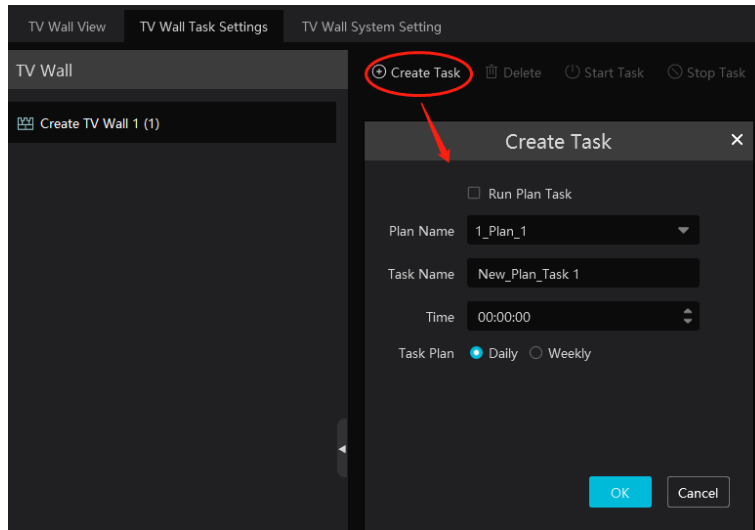 TV Wall View TV Wall Task Settings TV Wall System Setting
TV Wall
Create Task Delete Start Task Stop Task
Create TV Wall 1 (1)
Create Task
Run Plan Task
Plan Name 1_Plan_1
Task Name New_Plan_Task 1
Time 00:00:00
Task Plan Daily Weekly
OK Cancel